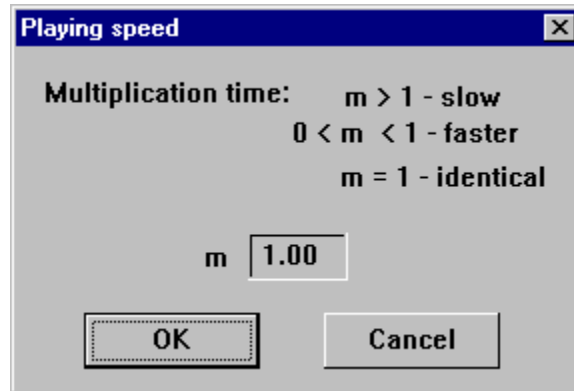 Playing speed
Multiplication time: m > 1 - slow
0 < m < 1 - faster
m = 1 - identical
m 1.00
OK Cancel